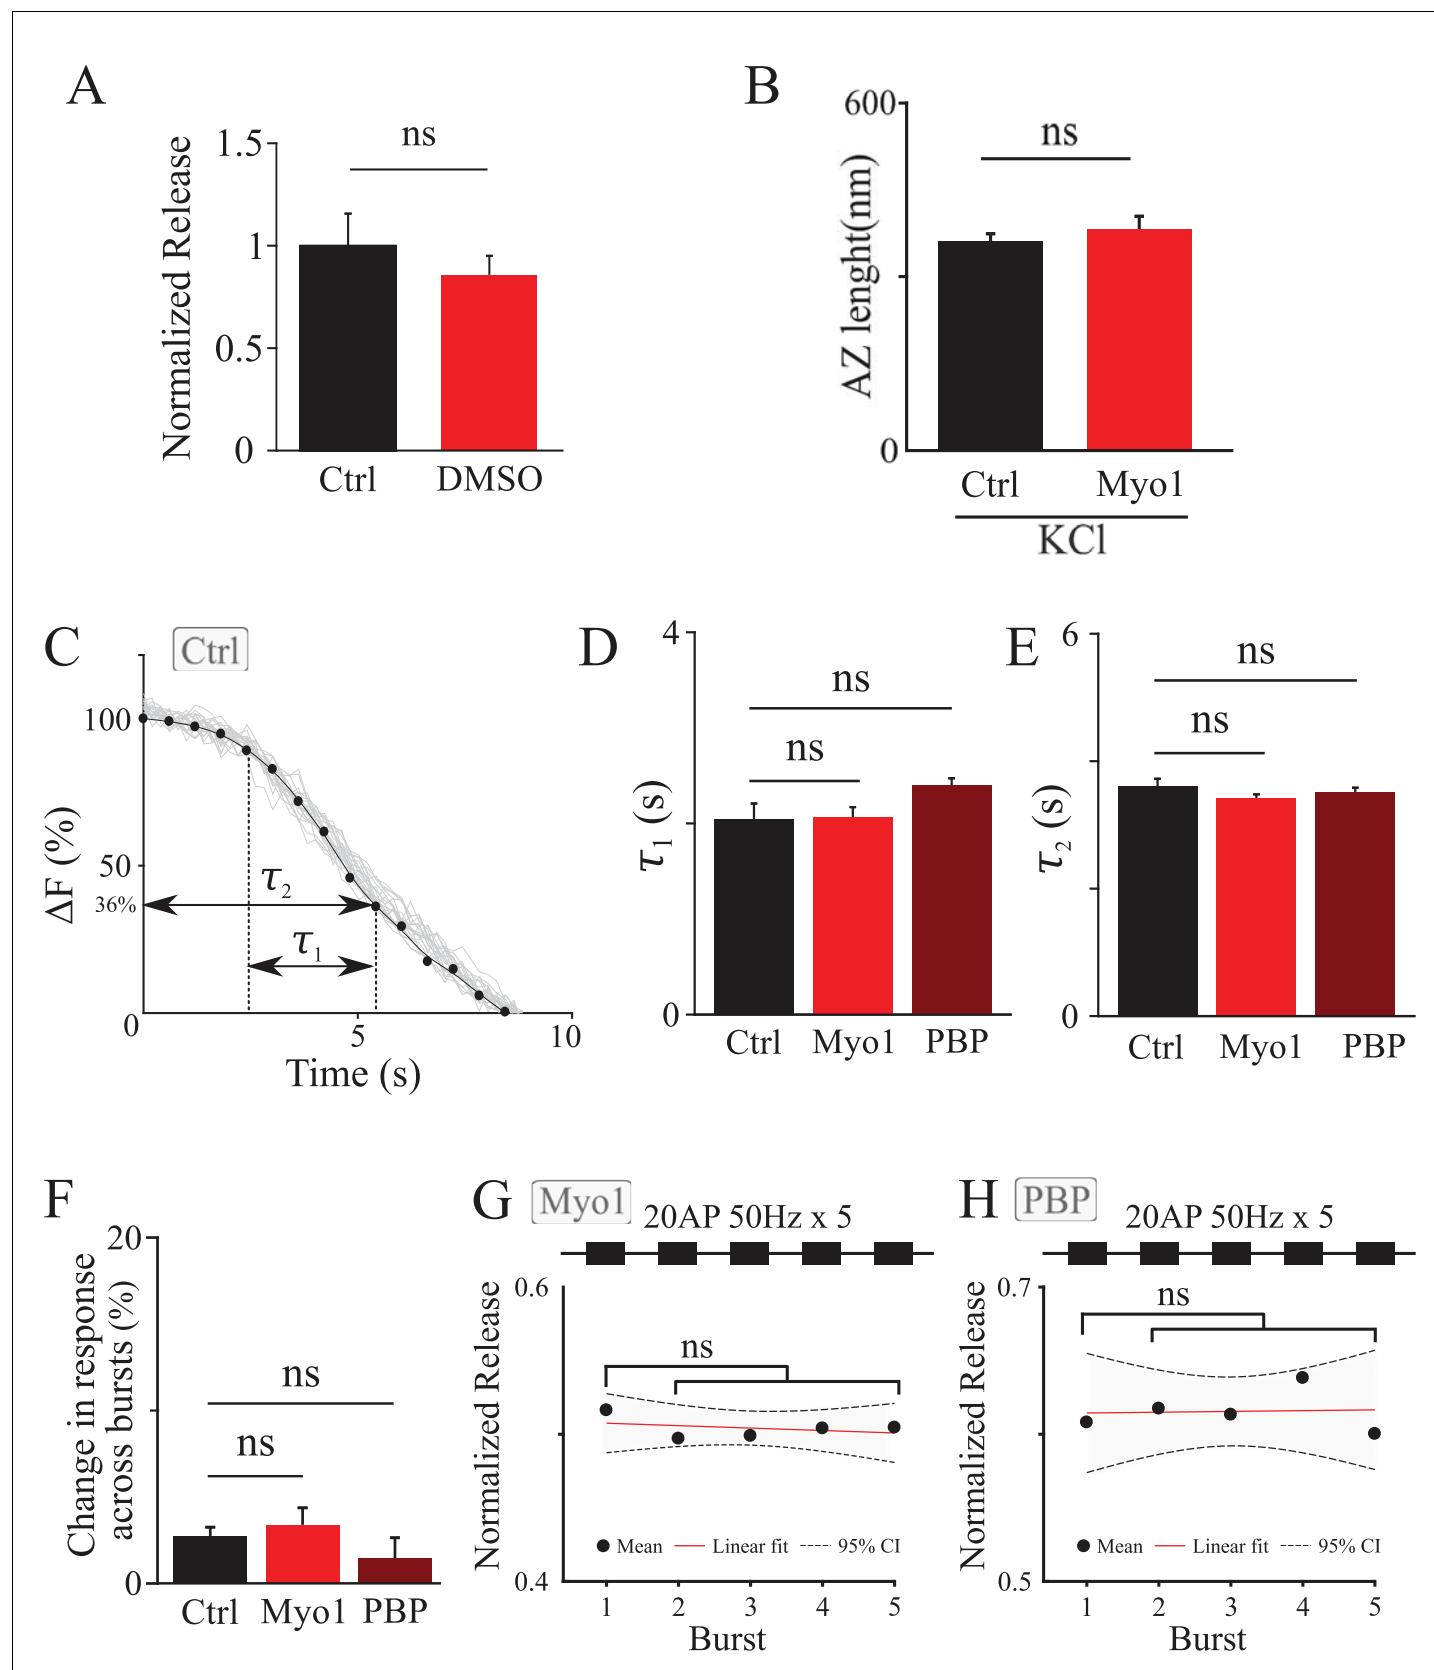 A
Normalized Release
1.5
1
0.5
0
ns
Ctrl
DMSO
B
AZ lenght(nm)
600
0
ns
Ctrl
Myo1
KCl
C
Ctrl
ΔF (%)
100
50
36%
0
τ2
τ1
5
10
Time (s)
D
τ1 (s)
4
0
ns
ns
Ctrl
Myo1
PBP
E
τ2 (s)
6
0
ns
ns
Ctrl
Myo1
PBP
F
Change in response
across bursts (%)
20
0
ns
ns
Ctrl
Myo1
PBP
G
Myo1
20AP 50Hz x 5
Normalized Release
0.6
0.4
ns
Mean
Linear fit
95% CI
1
2
3
4
5
Burst
H
PBP
20AP 50Hz x 5
Normalized Release
0.7
0.5
ns
Mean
Linear fit
95% CI
1
2
3
4
5
Burst